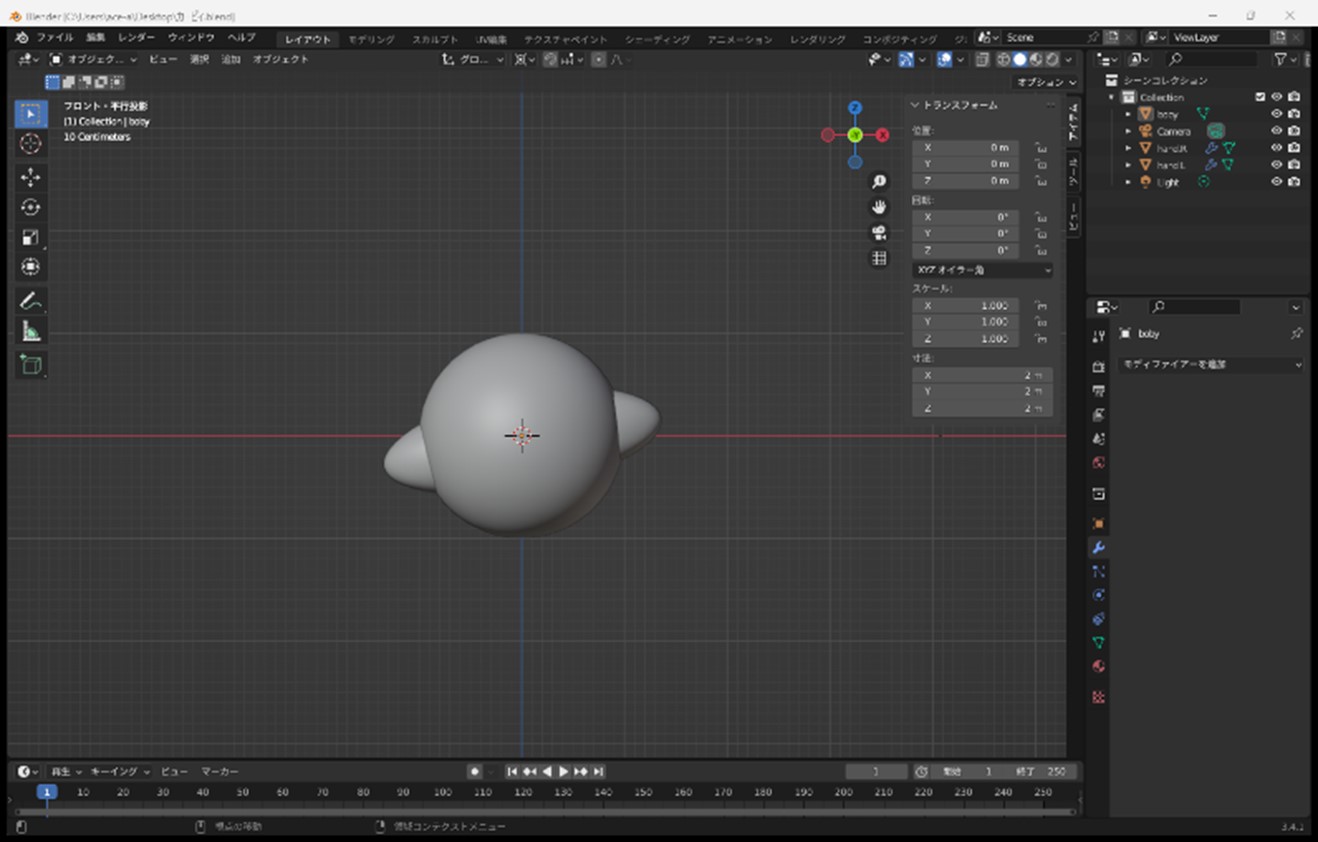 Blender [C:\Users\ace-a\Desktop\カービィ.blend]
ファイル 編集 レンダー ウィンドウ ヘルプ レイアウト モデリング スカルプト UV編集 テクスチャペイント シェーディング アニメーション レンダリング コンポジティング Scene ViewLayer
オブジェク... ビュー 選択 追加 オブジェクト グロ...
オプション
フロント・平行投影
(1) Collection | boby
10 Centimeters
Z
X
-Y
トランスフォーム
位置:
X 0 m
Y 0 m
Z 0 m
回転:
X 0°
Y 0°
Z 0°
XYZ オイラー角
スケール:
X 1.000
Y 1.000
Z 1.000
寸法:
X 2 m
Y 2 m
Z 2 m
アイテム
ツール
ビュー
シーンコレクション
Collection
boby
Camera
hand.R
hand.L
Light
boby
モディファイアーを追加
再生 キーイング ビュー マーカー 1 開始 1 終了 250
1 10 20 30 40 50 60 70 80 90 100 110 120 130 140 150 160 170 180 190 200 210 220 230 240 250
視点の移動 領域コンテクストメニュー 3.4.1